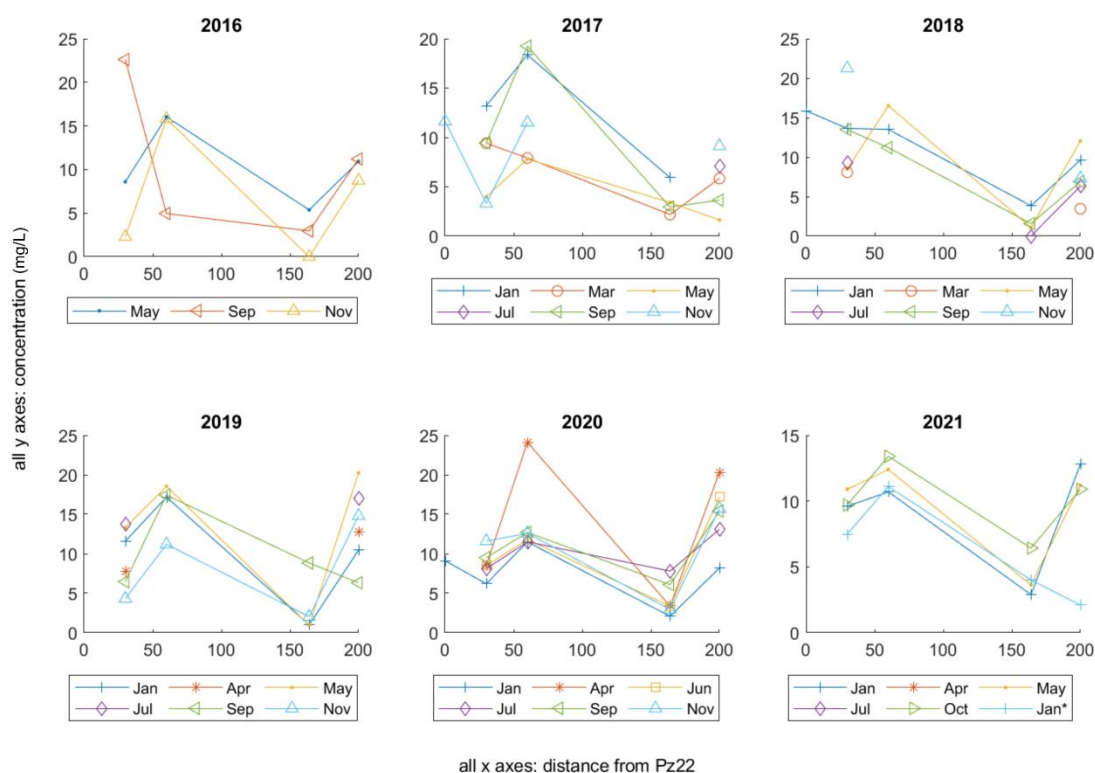 2016 2017 2018
25 20 15 10 5 0
20 15 10 5 0
25 20 15 10 5 0
0 50 100 150 200
0 50 100 150 200
0 50 100 150 200
May Sep Nov
Jan Mar May
Jul Sep Nov
Jan Mar May
Jul Sep Nov
all y axes: concentration (mg/L)
2019 2020 2021
25 20 15 10 5 0
25 20 15 10 5 0
15 10 5 0
0 50 100 150 200
0 50 100 150 200
0 50 100 150 200
Jan Apr May
Jul Sep Nov
Jan Apr Jun
Jul Sep Nov
Jan Apr May
Jul Oct Jan*
all x axes: distance from Pz22